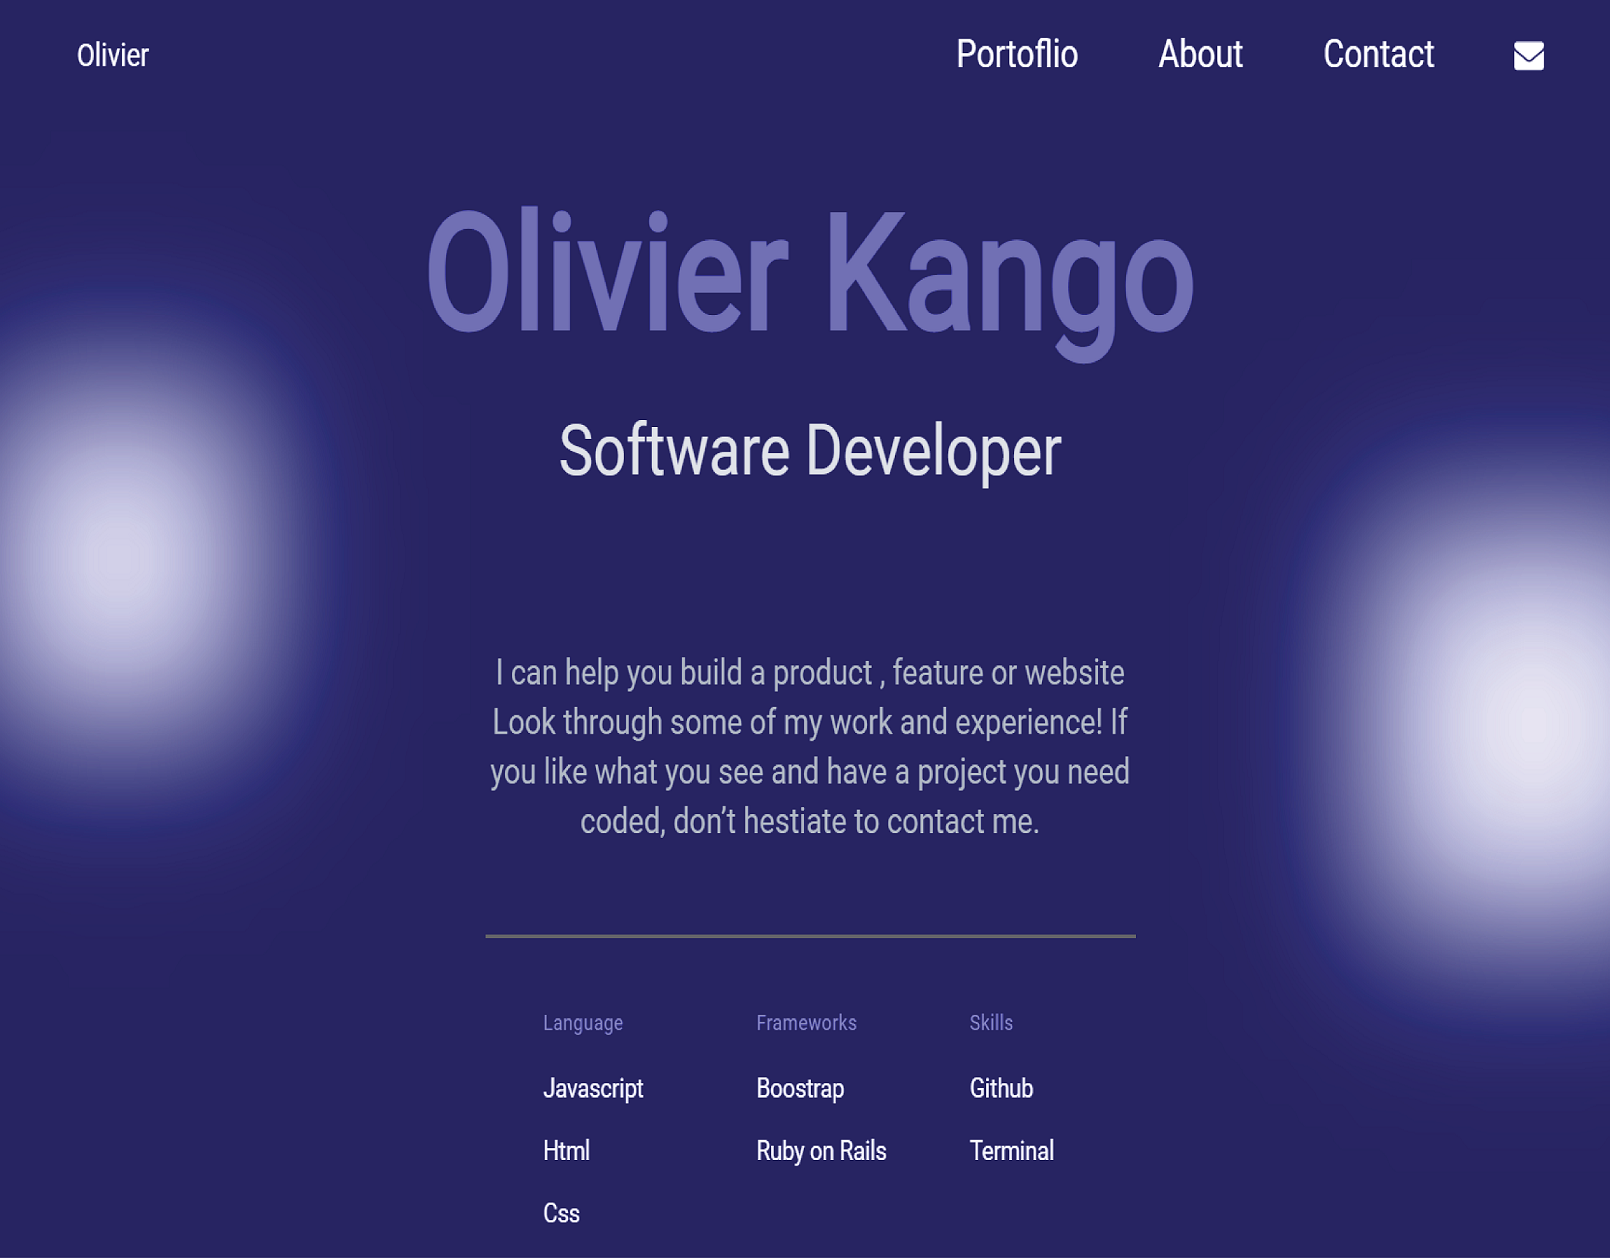 Olivier
Portoflio
About
Contact
Olivier Kango
Software Developer
I can help you build a product , feature or website
Look through some of my work and experience! If
you like what you see and have a project you need
coded, don’t hestiate to contact me.
Language
Javascript
Html
Css
Frameworks
Boostrap
Ruby on Rails
Skills
Github
Terminal